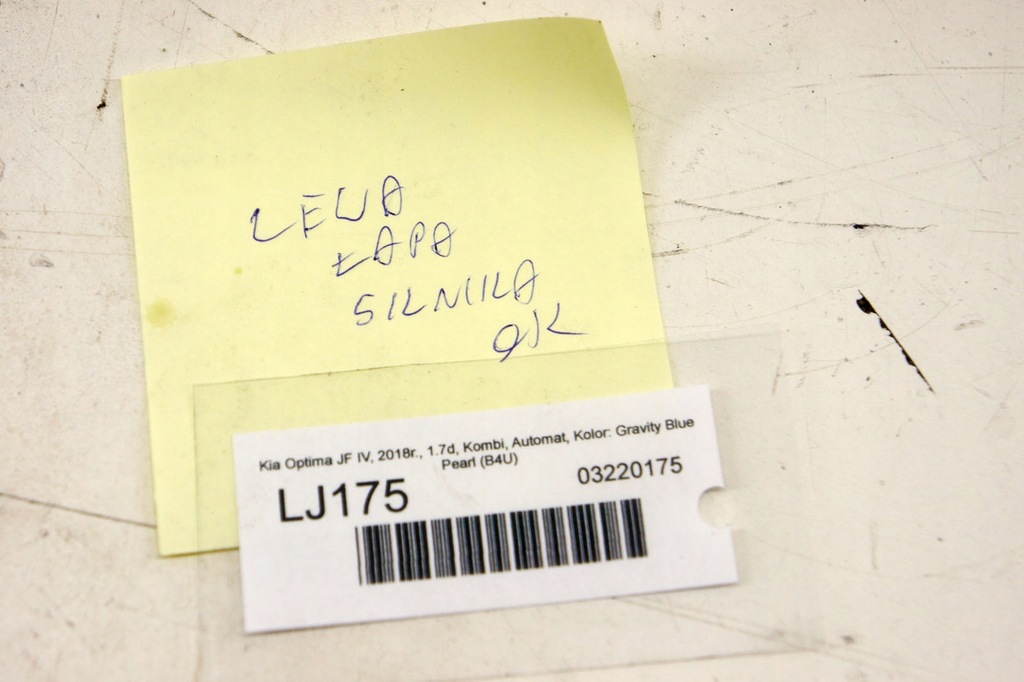 LEWA
ŁAPA
SILNIKA
OK
Kia Optima JF IV, 2018r., 1.7d, Kombi, Automat, Kolor: Gravity Blue
Pearl (B4U)
LJ175 03220175